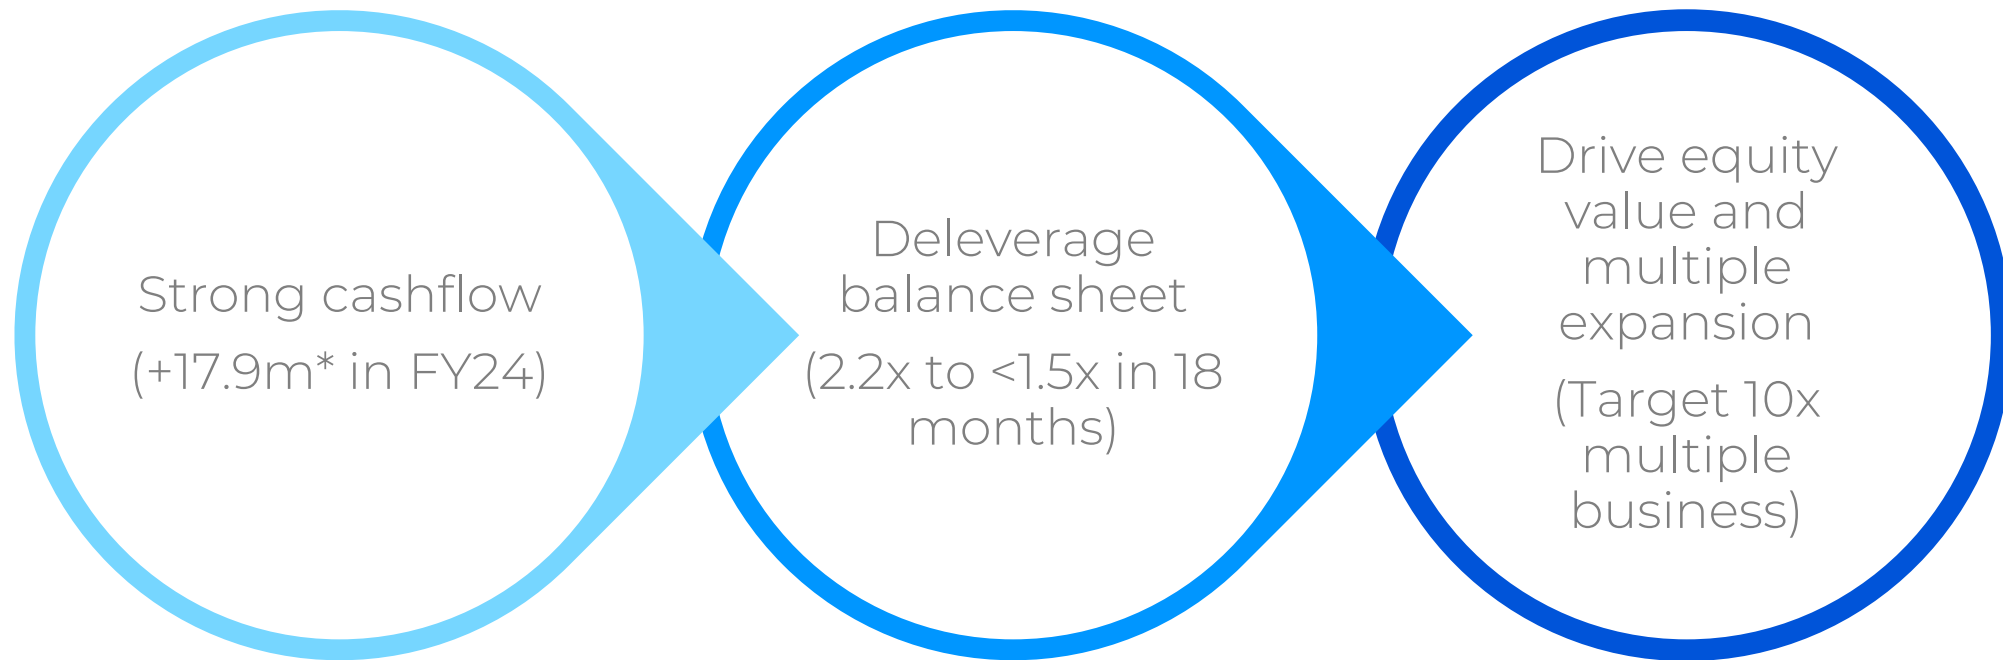 Strong cashflow
(+17.9m* in FY24)
Deleverage
balance sheet
(2.2x to <1.5x in 18
months)
Drive equity
value and
multiple
expansion
(Target 10x
multiple
business)